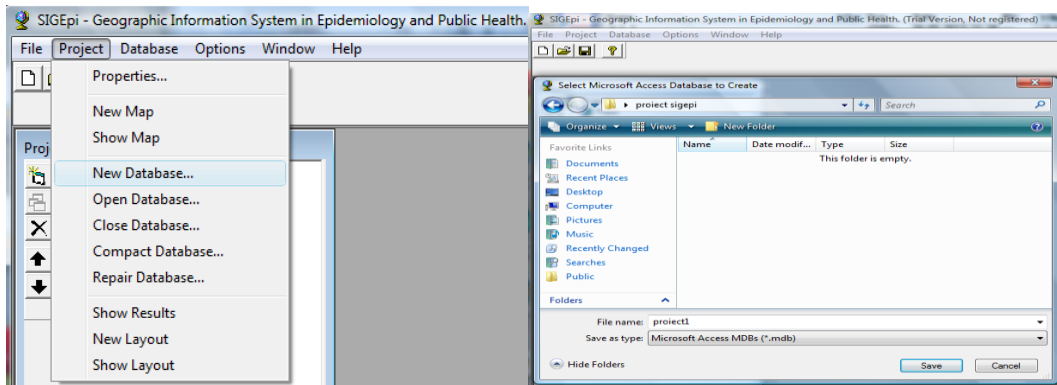 SIGEpi - Geographic Information System in Epidemiology and Public Health.
File Project Database Options Window Help
Properties...
New Map
Show Map
Proj
New Database...
Open Database...
Close Database...
Compact Database...
Repair Database...
Show Results
New Layout
Show Layout
SIGEpi - Geographic Information System in Epidemiology and Public Health. (Trial Version, Not registered)
File Project Database Options Window Help
Select Microsoft Access Database to Create
proiect sigepi
Search
Organize Views New Folder
Favorite Links
Name Date modif... Type Size
This folder is empty.
Documents
Recent Places
Desktop
Computer
Pictures
Music
Recently Changed
Searches
Public
Folders
File name: proiect1
Save as type: Microsoft Access MDBs (*.mdb)
Hide Folders
Save Cancel